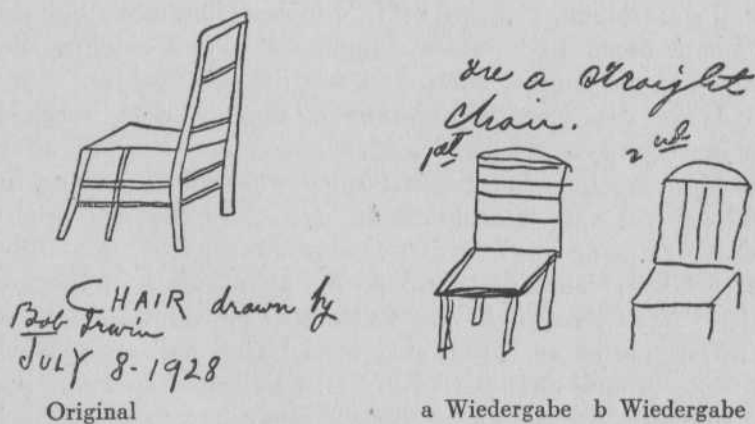 CHAIR drawn by
Bob Irwin
JULY 8-1928
Original
are a straight
chair.
1st
2nd
a Wiedergabe b Wiedergabe